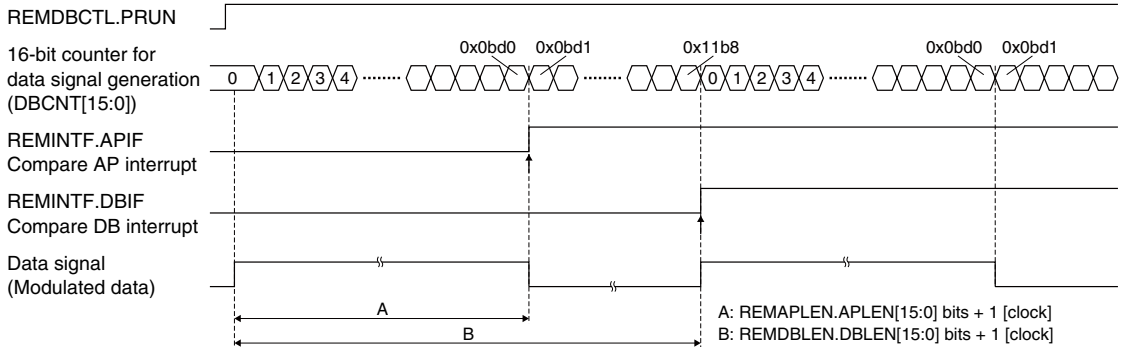 REMDBCTL.PRUN
16-bit counter for
data signal generation
(DBCNT[15:0])
0x0bd0 0x0bd1 0x11b8 0x0bd0 0x0bd1
0 1 2 3 4 ........ ........ 0 1 2 3 4 ........
REMINTF.APIF
Compare AP interrupt
REMINTF.DBIF
Compare DB interrupt
Data signal
(Modulated data)
A
B
A: REMAPLEN.APLEN[15:0] bits + 1 [clock]
B: REMDBLEN.DBLEN[15:0] bits + 1 [clock]